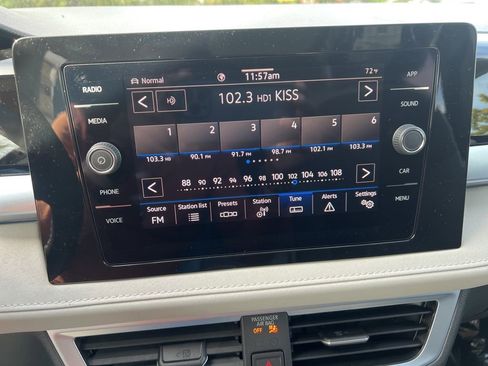 RADIO
MEDIA
PHONE
VOICE
Normal
11:57am
72°F
102.3 HD1 KISS
1 2 3 4 5 6
103.3 HD 90.1 FM 91.7 FM 98.7 FM 102.1 FM 103.3 FM
88 90 92 94 96 98 100 102 104 106 108
Source Station list Presets Station Tune Alerts Settings
FM
APP
SOUND
CAR
MENU
PASSENGER
AIR BAG
OFF